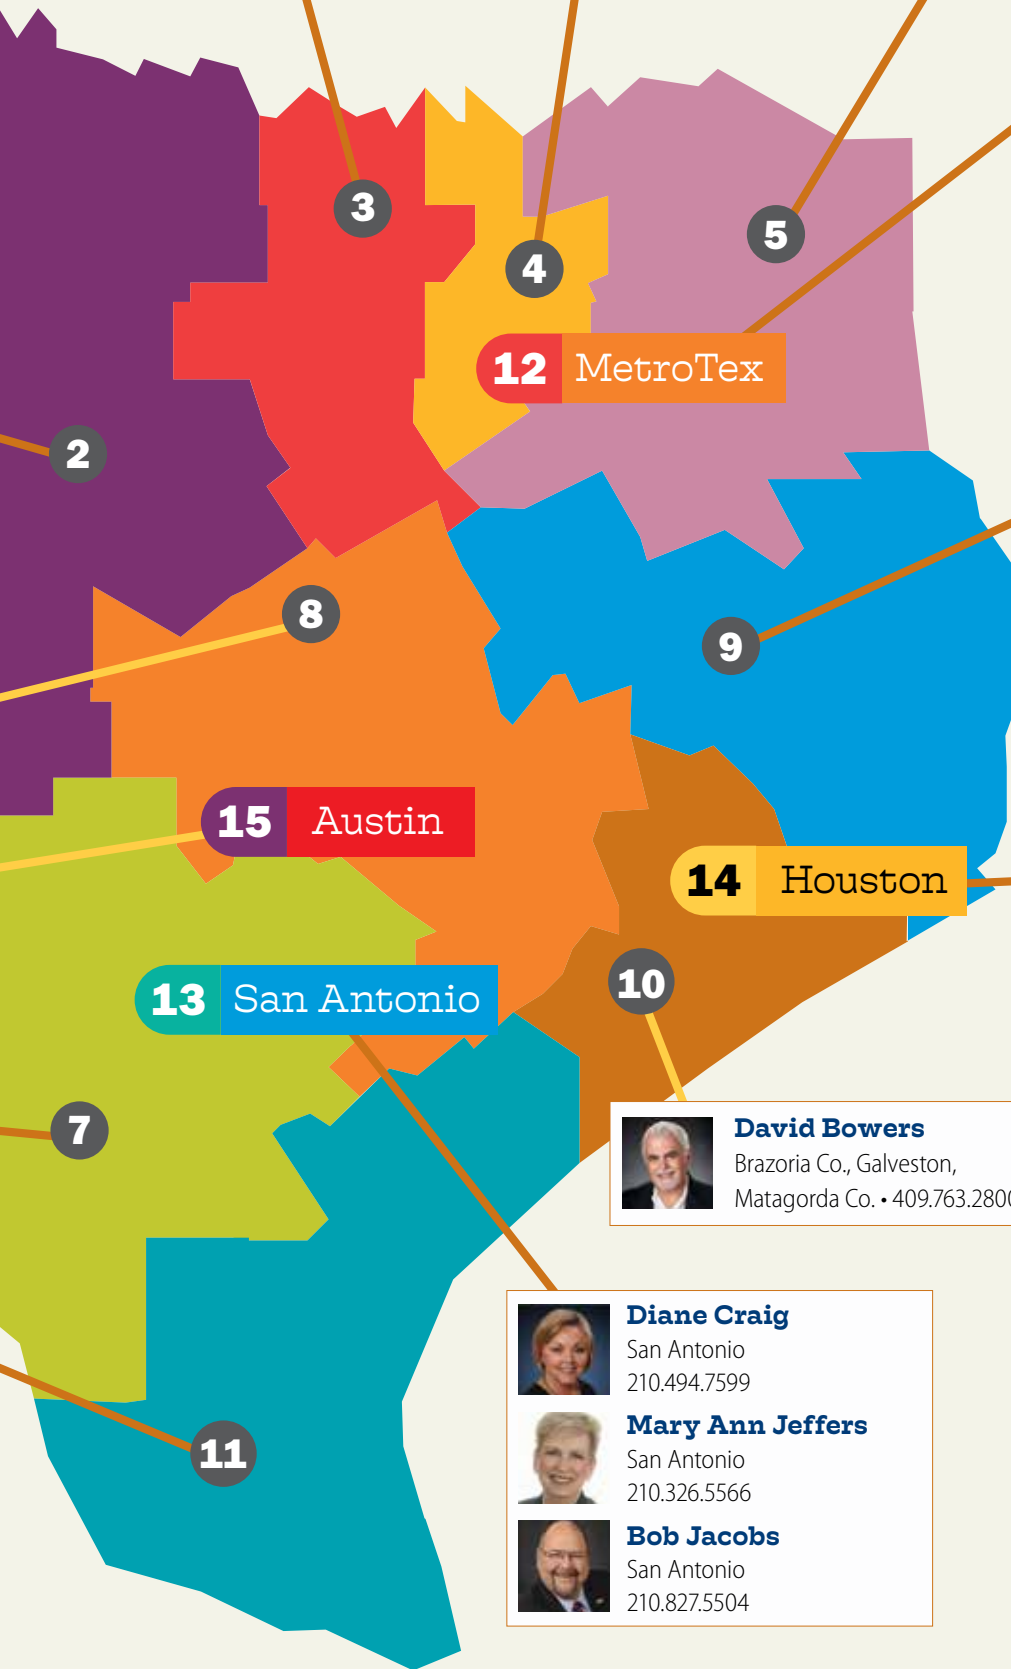 3
4
5
12 MetroTex
2
8
9
15 Austin
14 Houston
10
13 San Antonio
7
David Bowers
Brazoria Co., Galveston,
Matagorda Co. • 409.763.2800
Diane Craig
San Antonio
210.494.7599
Mary Ann Jeffers
San Antonio
210.326.5566
11
Bob Jacobs
San Antonio
210.827.5504